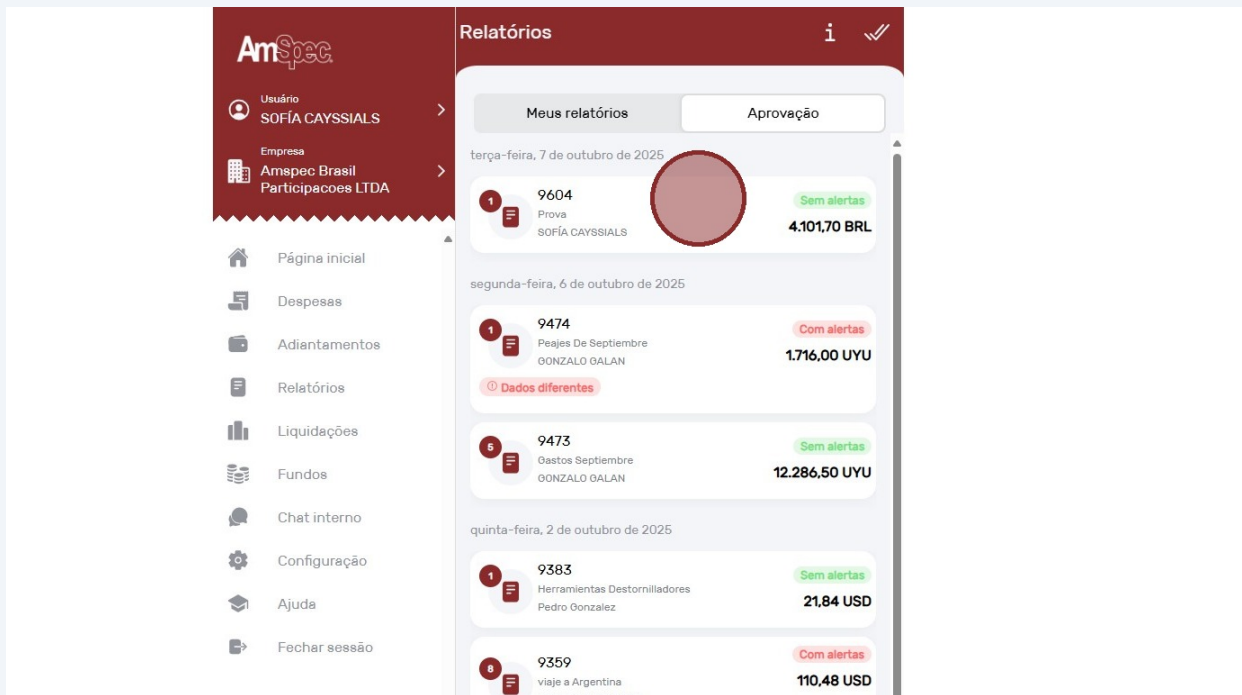 AmSpec
Usuário
SOFÍA CAYSSIALS
Empresa
Amspec Brasil
Participacoes LTDA
Página inicial
Despesas
Adiantamentos
Relatórios
Liquidações
Fundos
Chat interno
Configuração
Ajuda
Fechar sessão
Relatórios
Meus relatórios
Aprovação
terça-feira, 7 de outubro de 2025
1
9604
Prova
SOFÍA CAYSSIALS
Sem alertas
4.101,70 BRL
segunda-feira, 6 de outubro de 2025
1
9474
Peajes De Septiembre
GONZALO GALAN
Com alertas
1.716,00 UYU
Dados diferentes
5
9473
Gastos Septiembre
GONZALO GALAN
Sem alertas
12.286,50 UYU
quinta-feira, 2 de outubro de 2025
1
9383
Herramientas Destornilladores
Pedro Gonzalez
Sem alertas
21,84 USD
8
9359
viaje a Argentina
Com alertas
110,48 USD